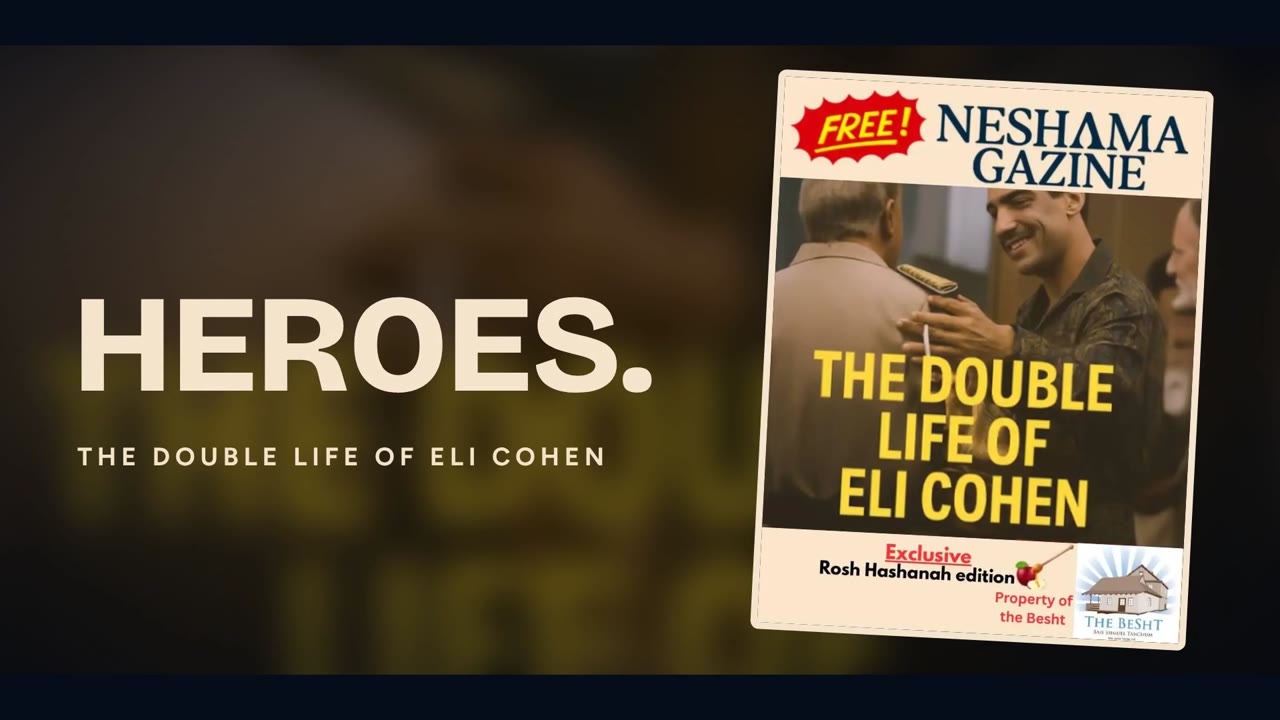 HEROES.
THE DOUBLE LIFE OF ELI COHEN
FREE!
NESHAMA
GAZINE
THE DOUBLE
LIFE OF
ELI COHEN
Exclusive
Rosh Hashanah edition
Property of
the Besht
THE BESHT